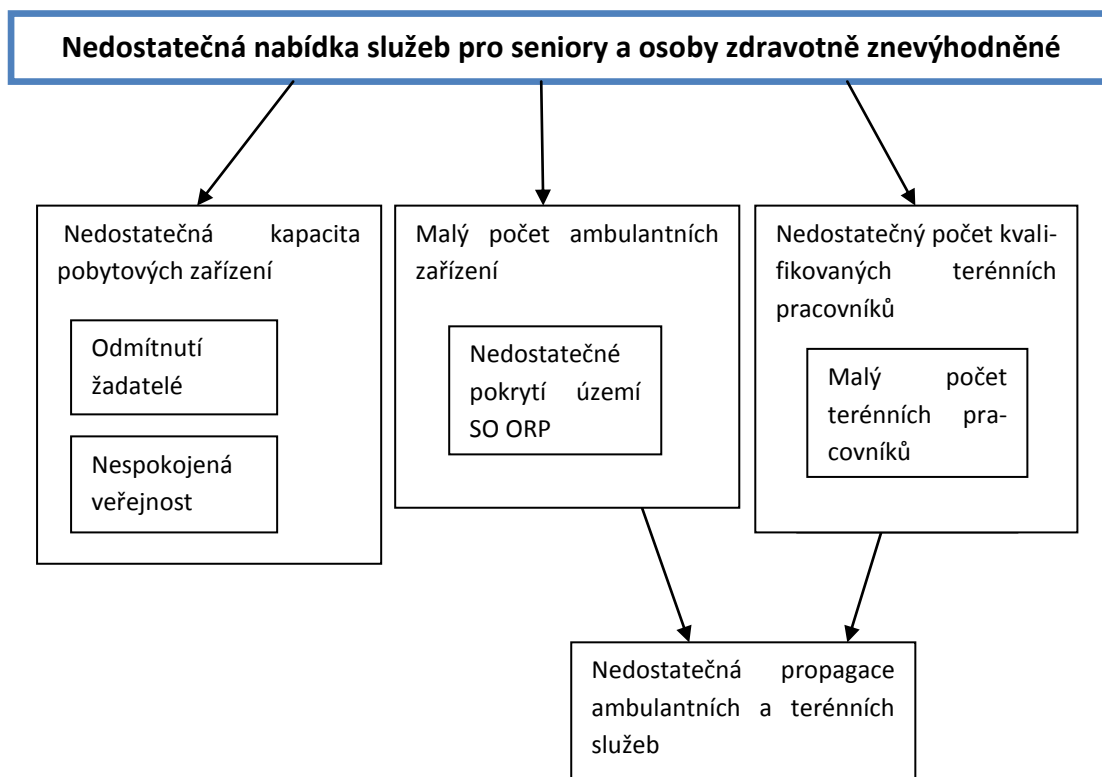 Nedostatečná nabídka služeb pro seniory a osoby zdravotně znevýhodněné
Nedostatečná kapacita
pobytových zařízení
Odmítnutí
žadatelé
Nespokojená
veřejnost
Malý počet ambulantních
zařízení
Nedostatečné
pokrytí území
SO ORP
Nedostatečný počet kvali-
fikovaných terénních
pracovníků
Malý počet
terénních pra-
covníků
Nedostatečná propagace
ambulantních a terénních
služeb